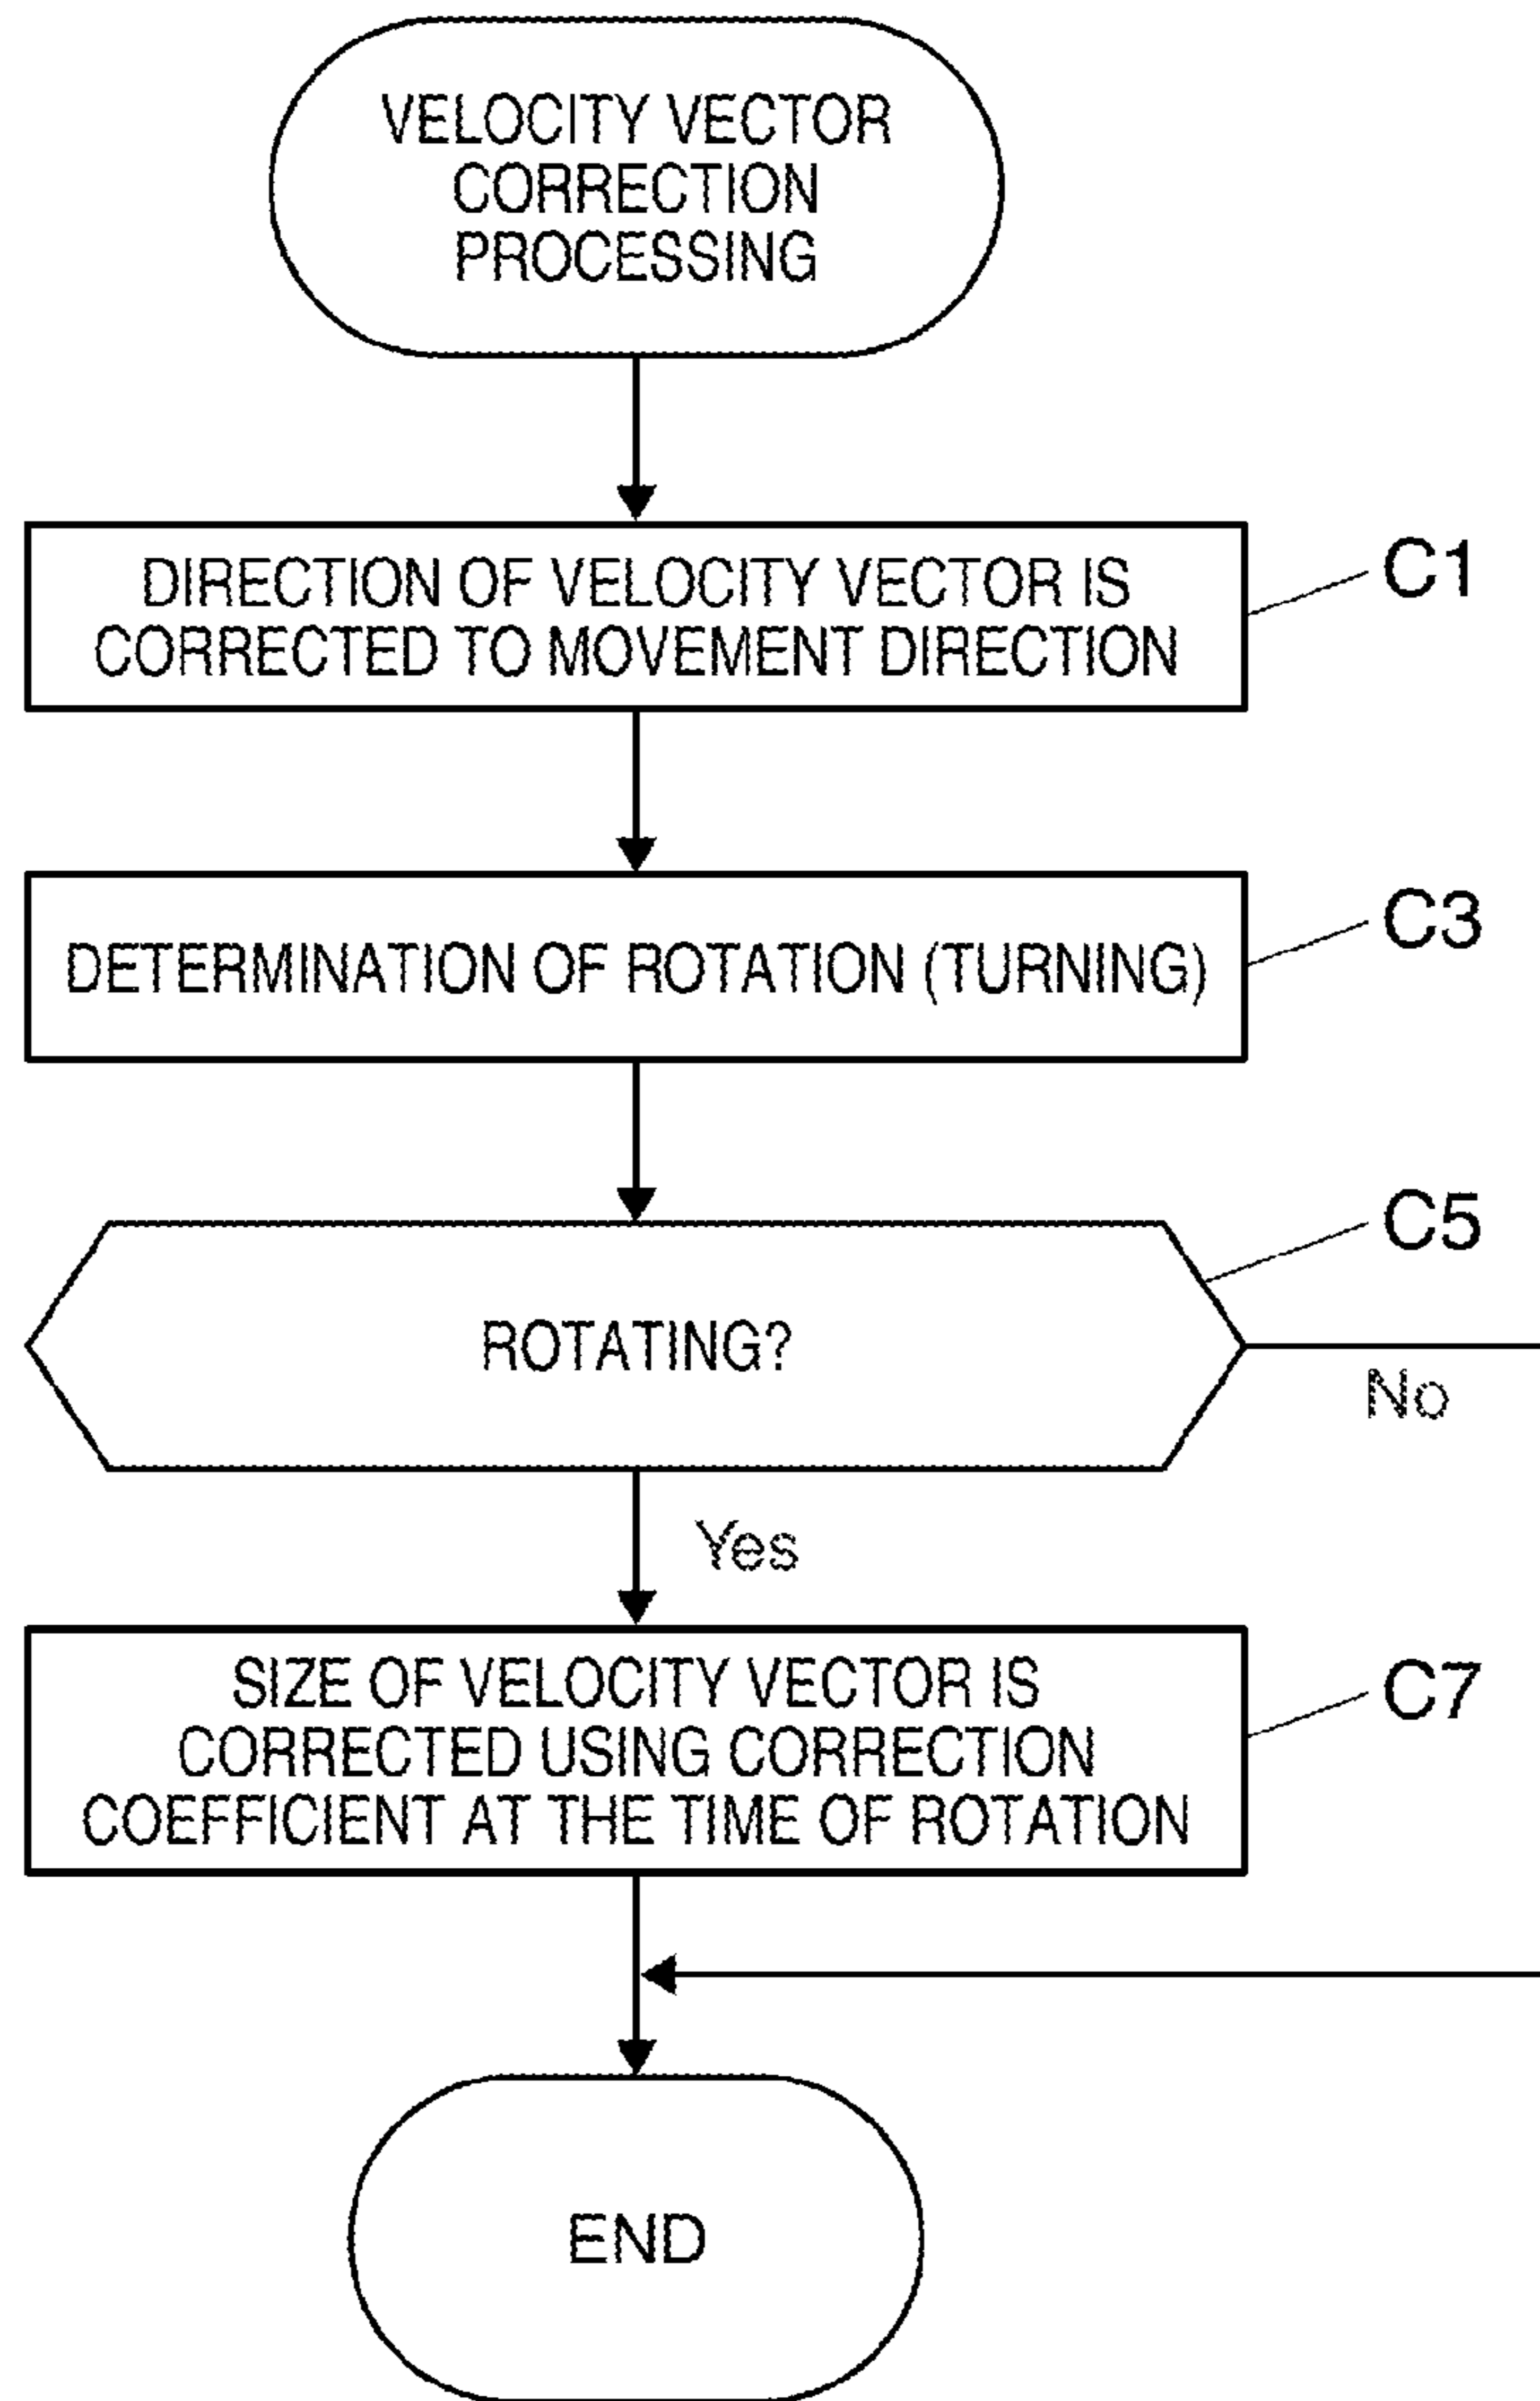 VELOCITY VECTOR
CORRECTION
PROCESSING
DIRECTION OF VELOCITY VECTOR IS
CORRECTED TO MOVEMENT DIRECTION
C1
DETERMINATION OF ROTATION (TURNING)
C3
ROTATING?
C5
No
Yes
SIZE OF VELOCITY VECTOR IS
CORRECTED USING CORRECTION
COEFFICIENT AT THE TIME OF ROTATION
C7
END